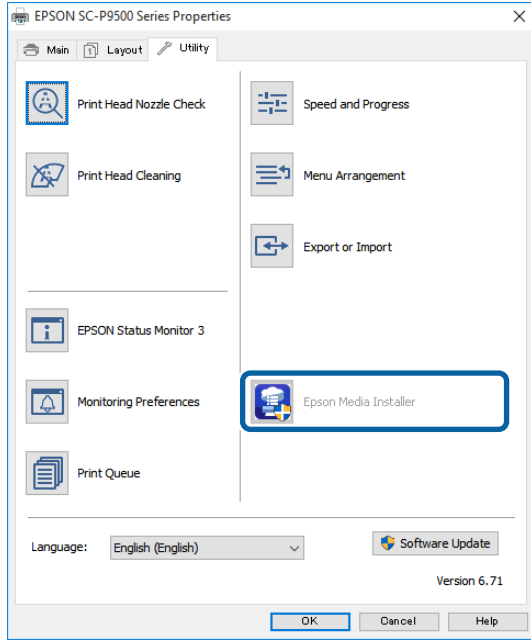 EPSON SC-P9500 Series Properties
Main
Layout
Utility
Print Head Nozzle Check
Speed and Progress
Print Head Cleaning
Menu Arrangement
Export or Import
EPSON Status Monitor 3
Monitoring Preferences
Epson Media Installer
Print Queue
Language:
English (English)
Software Update
Version 6.71
OK
Cancel
Help